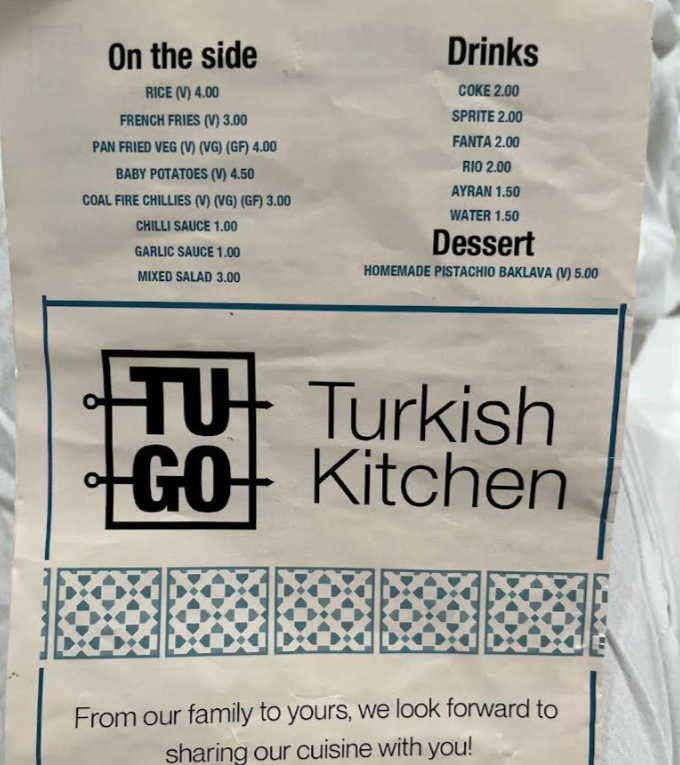 On the side
RICE (V) 4.00
FRENCH FRIES (V) 3.00
PAN FRIED VEG (V) (VG) (GF) 4.00
BABY POTATOES (V) 4.50
COAL FIRE CHILLIES (V) (VG) (GF) 3.00
CHILLI SAUCE 1.00
GARLIC SAUCE 1.00
MIXED SALAD 3.00
Drinks
COKE 2.00
SPRITE 2.00
FANTA 2.00
RIO 2.00
AYRAN 1.50
WATER 1.50
Dessert
HOMEMADE PISTACHIO BAKLAVA (V) 5.00
TU
GO
Turkish
Kitchen
From our family to yours, we look forward to
sharing our cuisine with you!